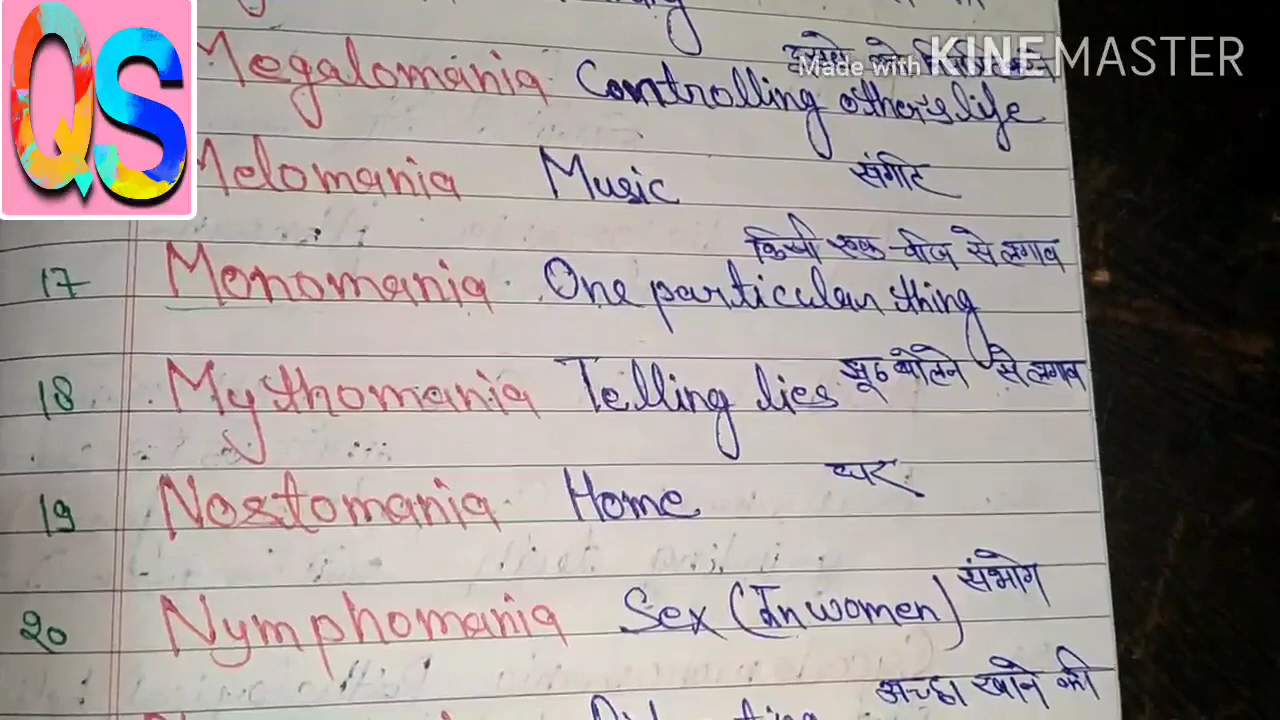 QS
Made with KINEMASTER
Megalomania Controlling other's life
Melomania Music संगीत
17 Monomania One particular thing किसी एक चीज से लगाव
18 Mythomania Telling lies झूठ बोलने से लगाव
19 Nostomania Home घर
20 Nymphomania Sex (In women) संभोग
अच्छा खाने की